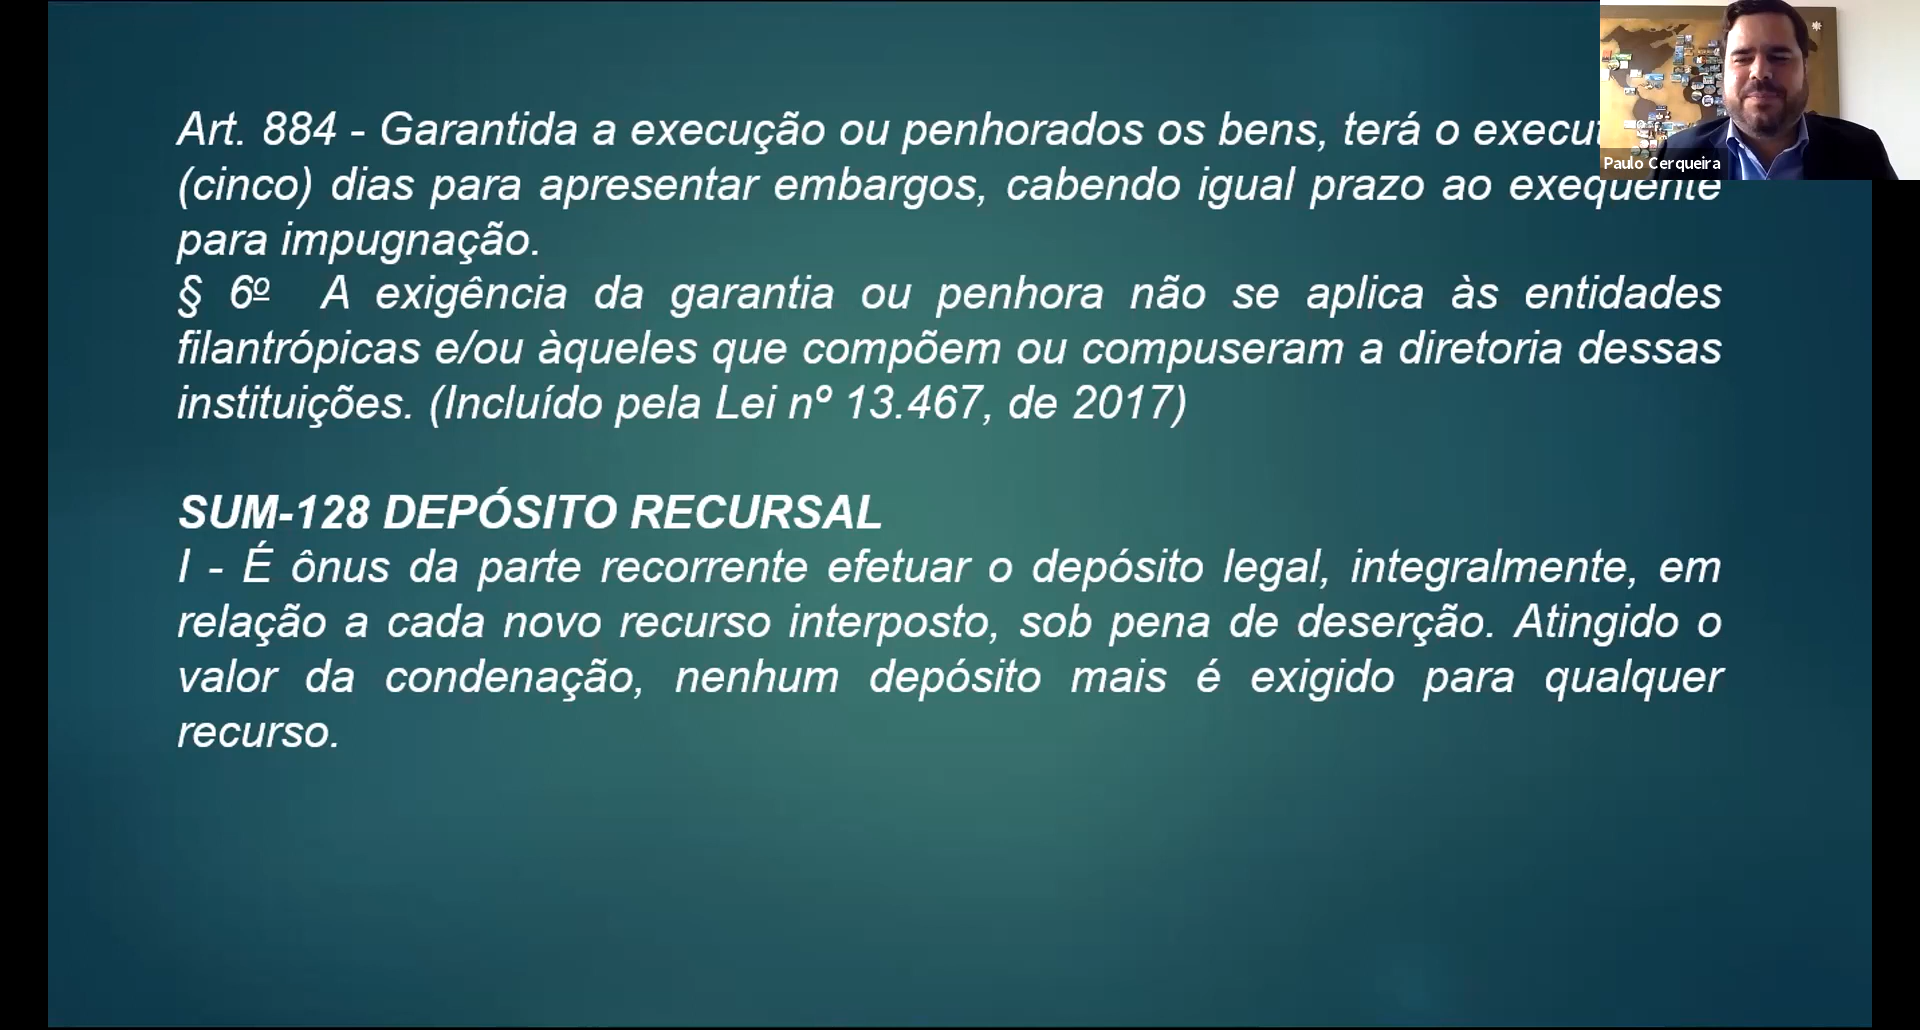 Art. 884 - Garantida a execução ou penhorados os bens, terá o
(cinco) dias para apresentar embargos, cabendo igual prazo ao exequente
para impugnação.
§ 6º A exigência da garantia ou penhora não se aplica às entidades
filantrópicas e/ou àqueles que compõem ou compuseram a diretoria dessas
instituições. (Incluído pela Lei nº 13.467, de 2017)
SUM-128 DEPÓSITO RECURSAL
I - É ônus da parte recorrente efetuar o depósito legal, integralmente, em
relação a cada novo recurso interposto, sob pena de deserção. Atingido o
valor da condenação, nenhum depósito mais é exigido para qualquer
recurso.
Paulo Cerqueira